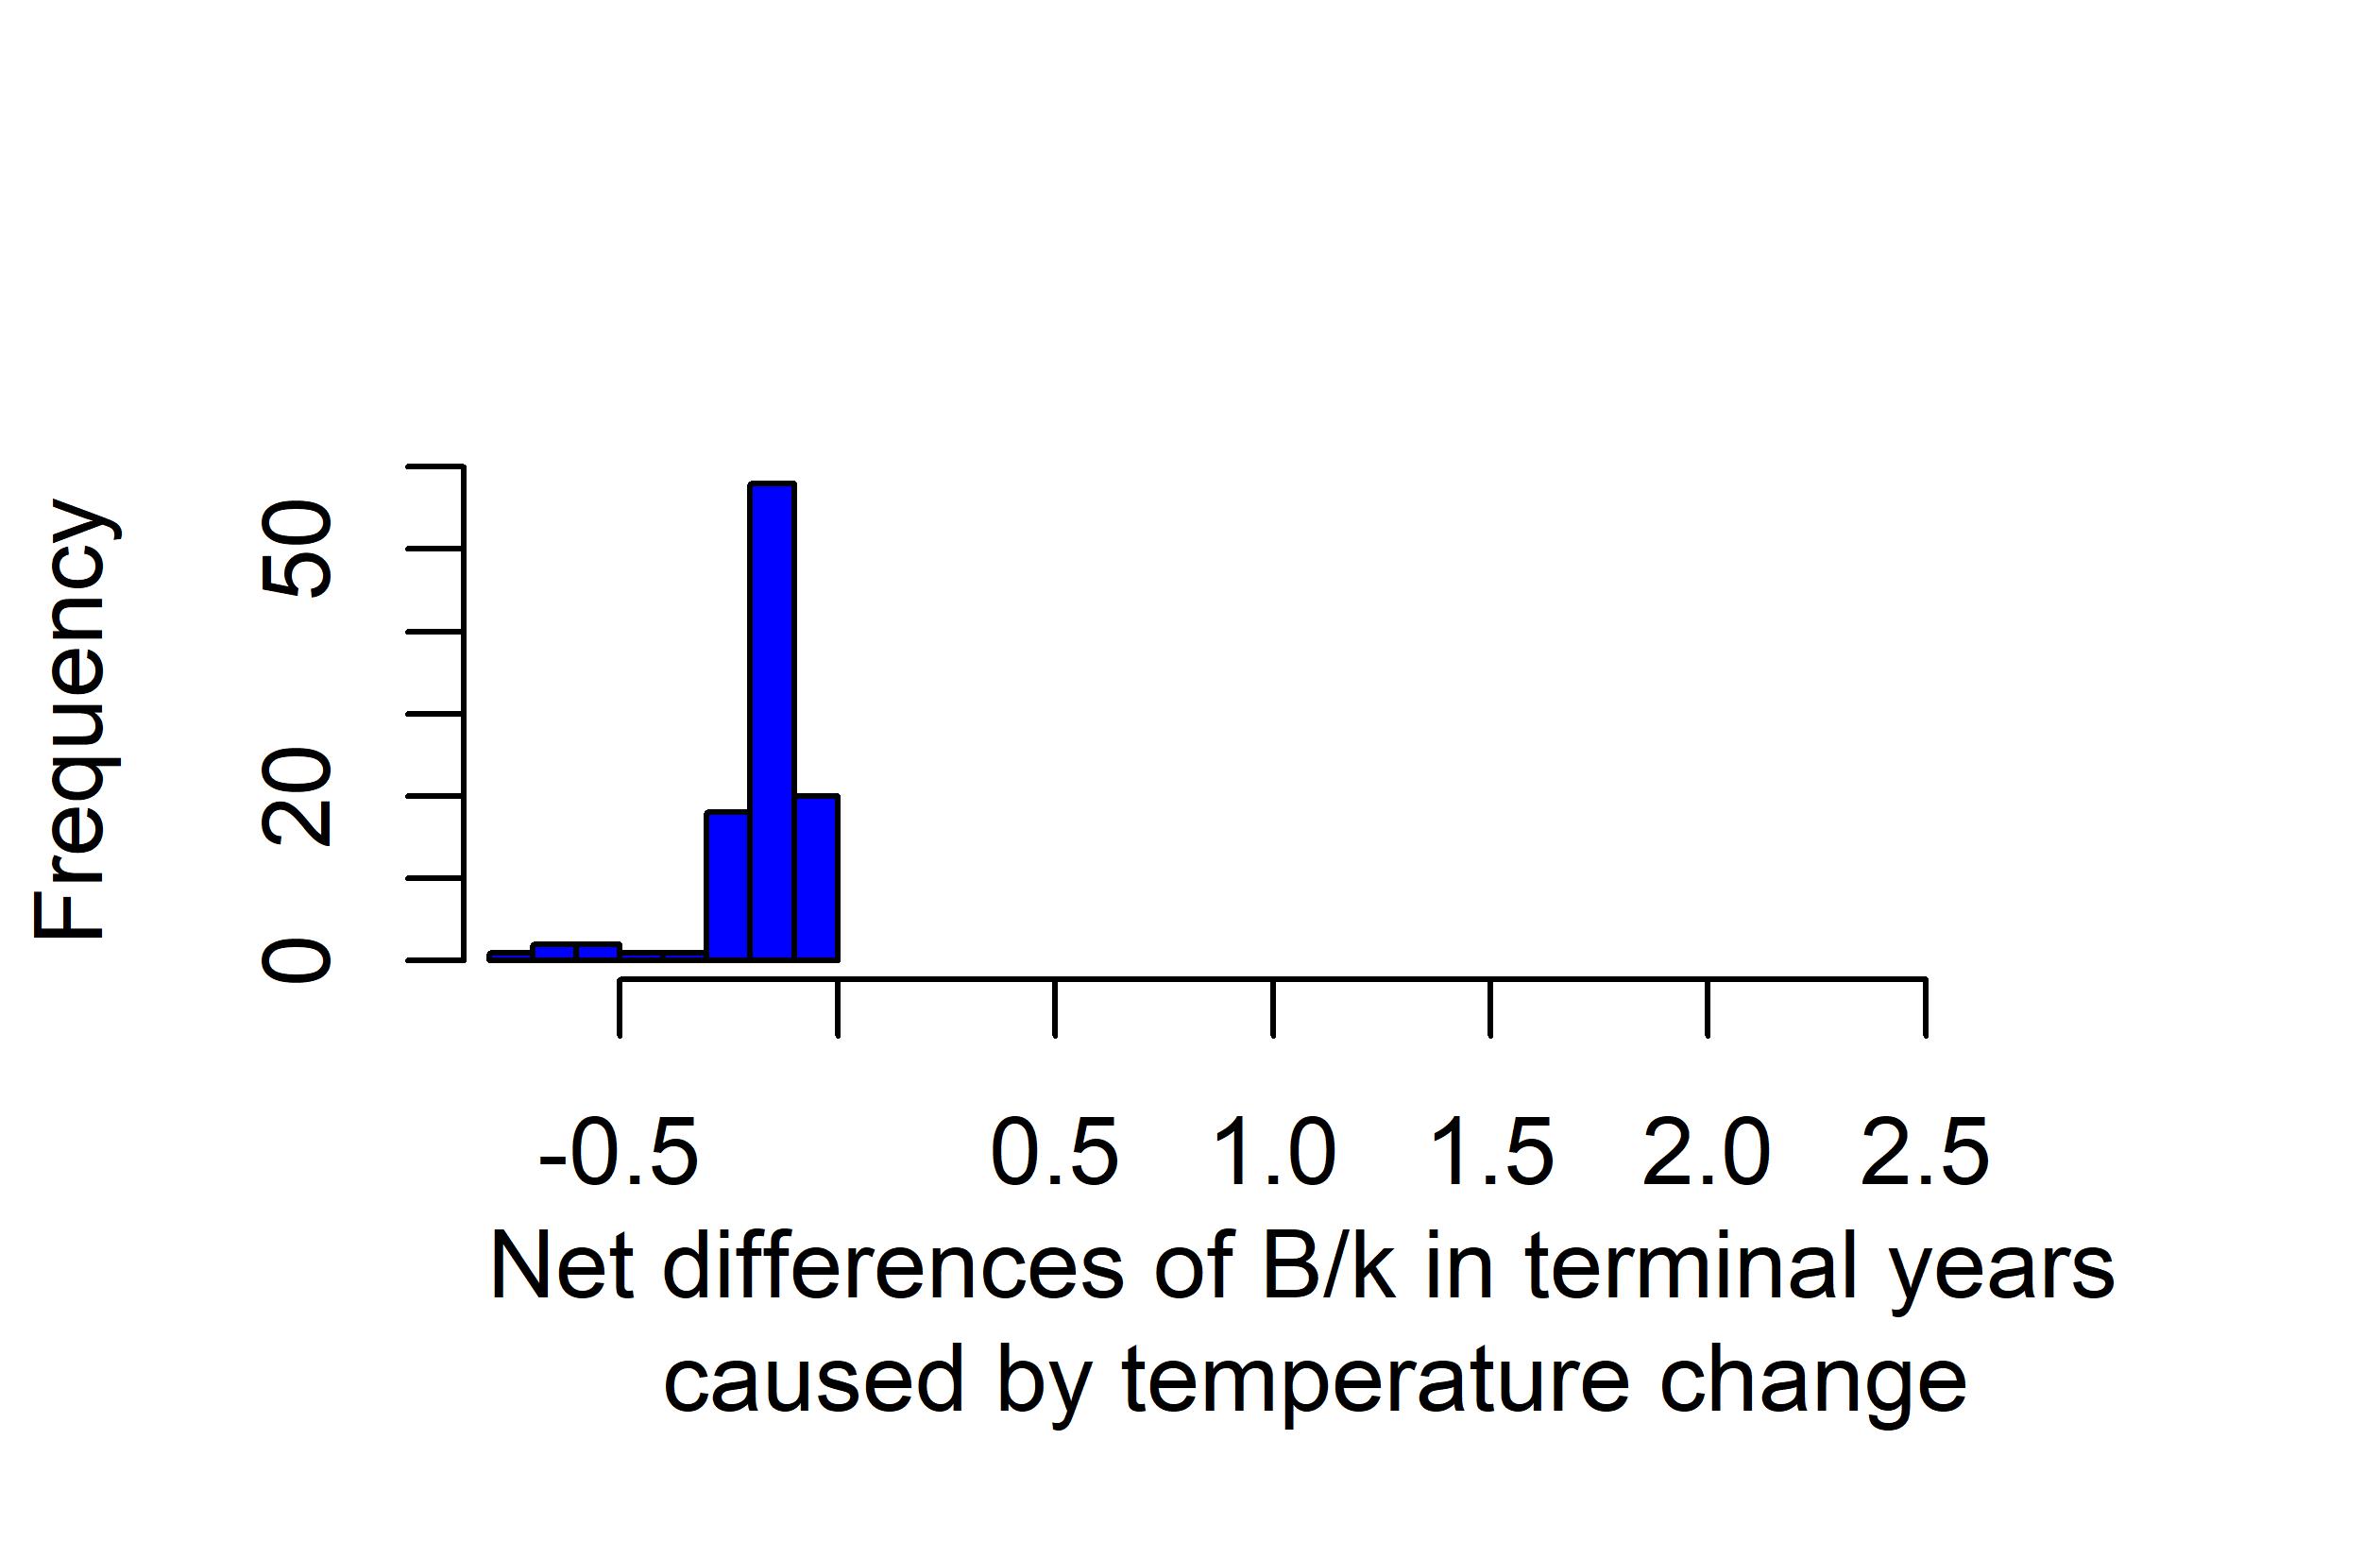 Frequency
50
20
0
-0.5 0.5 1.0 1.5 2.0 2.5
Net differences of B/k in terminal years
caused by temperature change